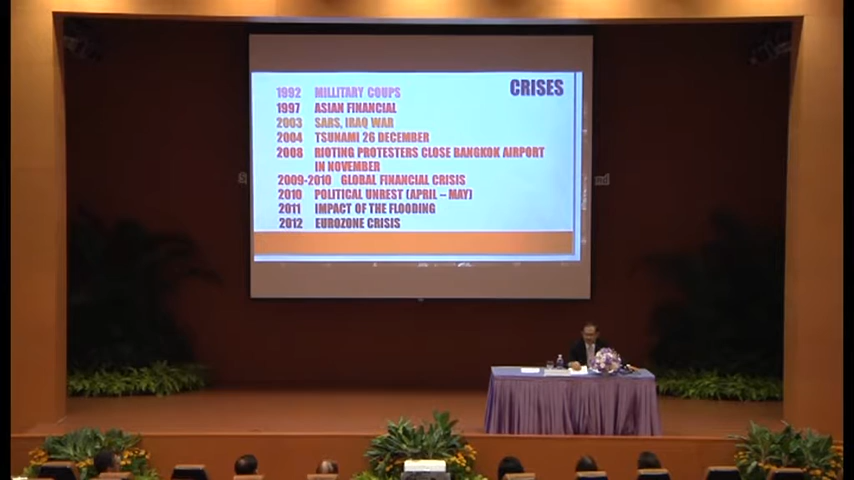 CRISES
1992 MILLITARY COUPS
1997 ASIAN FINANCIAL
2003 SARS, IRAQ WAR
2004 TSUNAMI 26 DECEMBER
2008 RIOTING PROTESTERS CLOSE BANGKOK AIRPORT
IN NOVEMBER
2009-2010 GLOBAL FINANCIAL CRISIS
2010 POLITICAL UNREST (APRIL – MAY)
2011 IMPACT OF THE FLOODING
2012 EUROZONE CRISIS